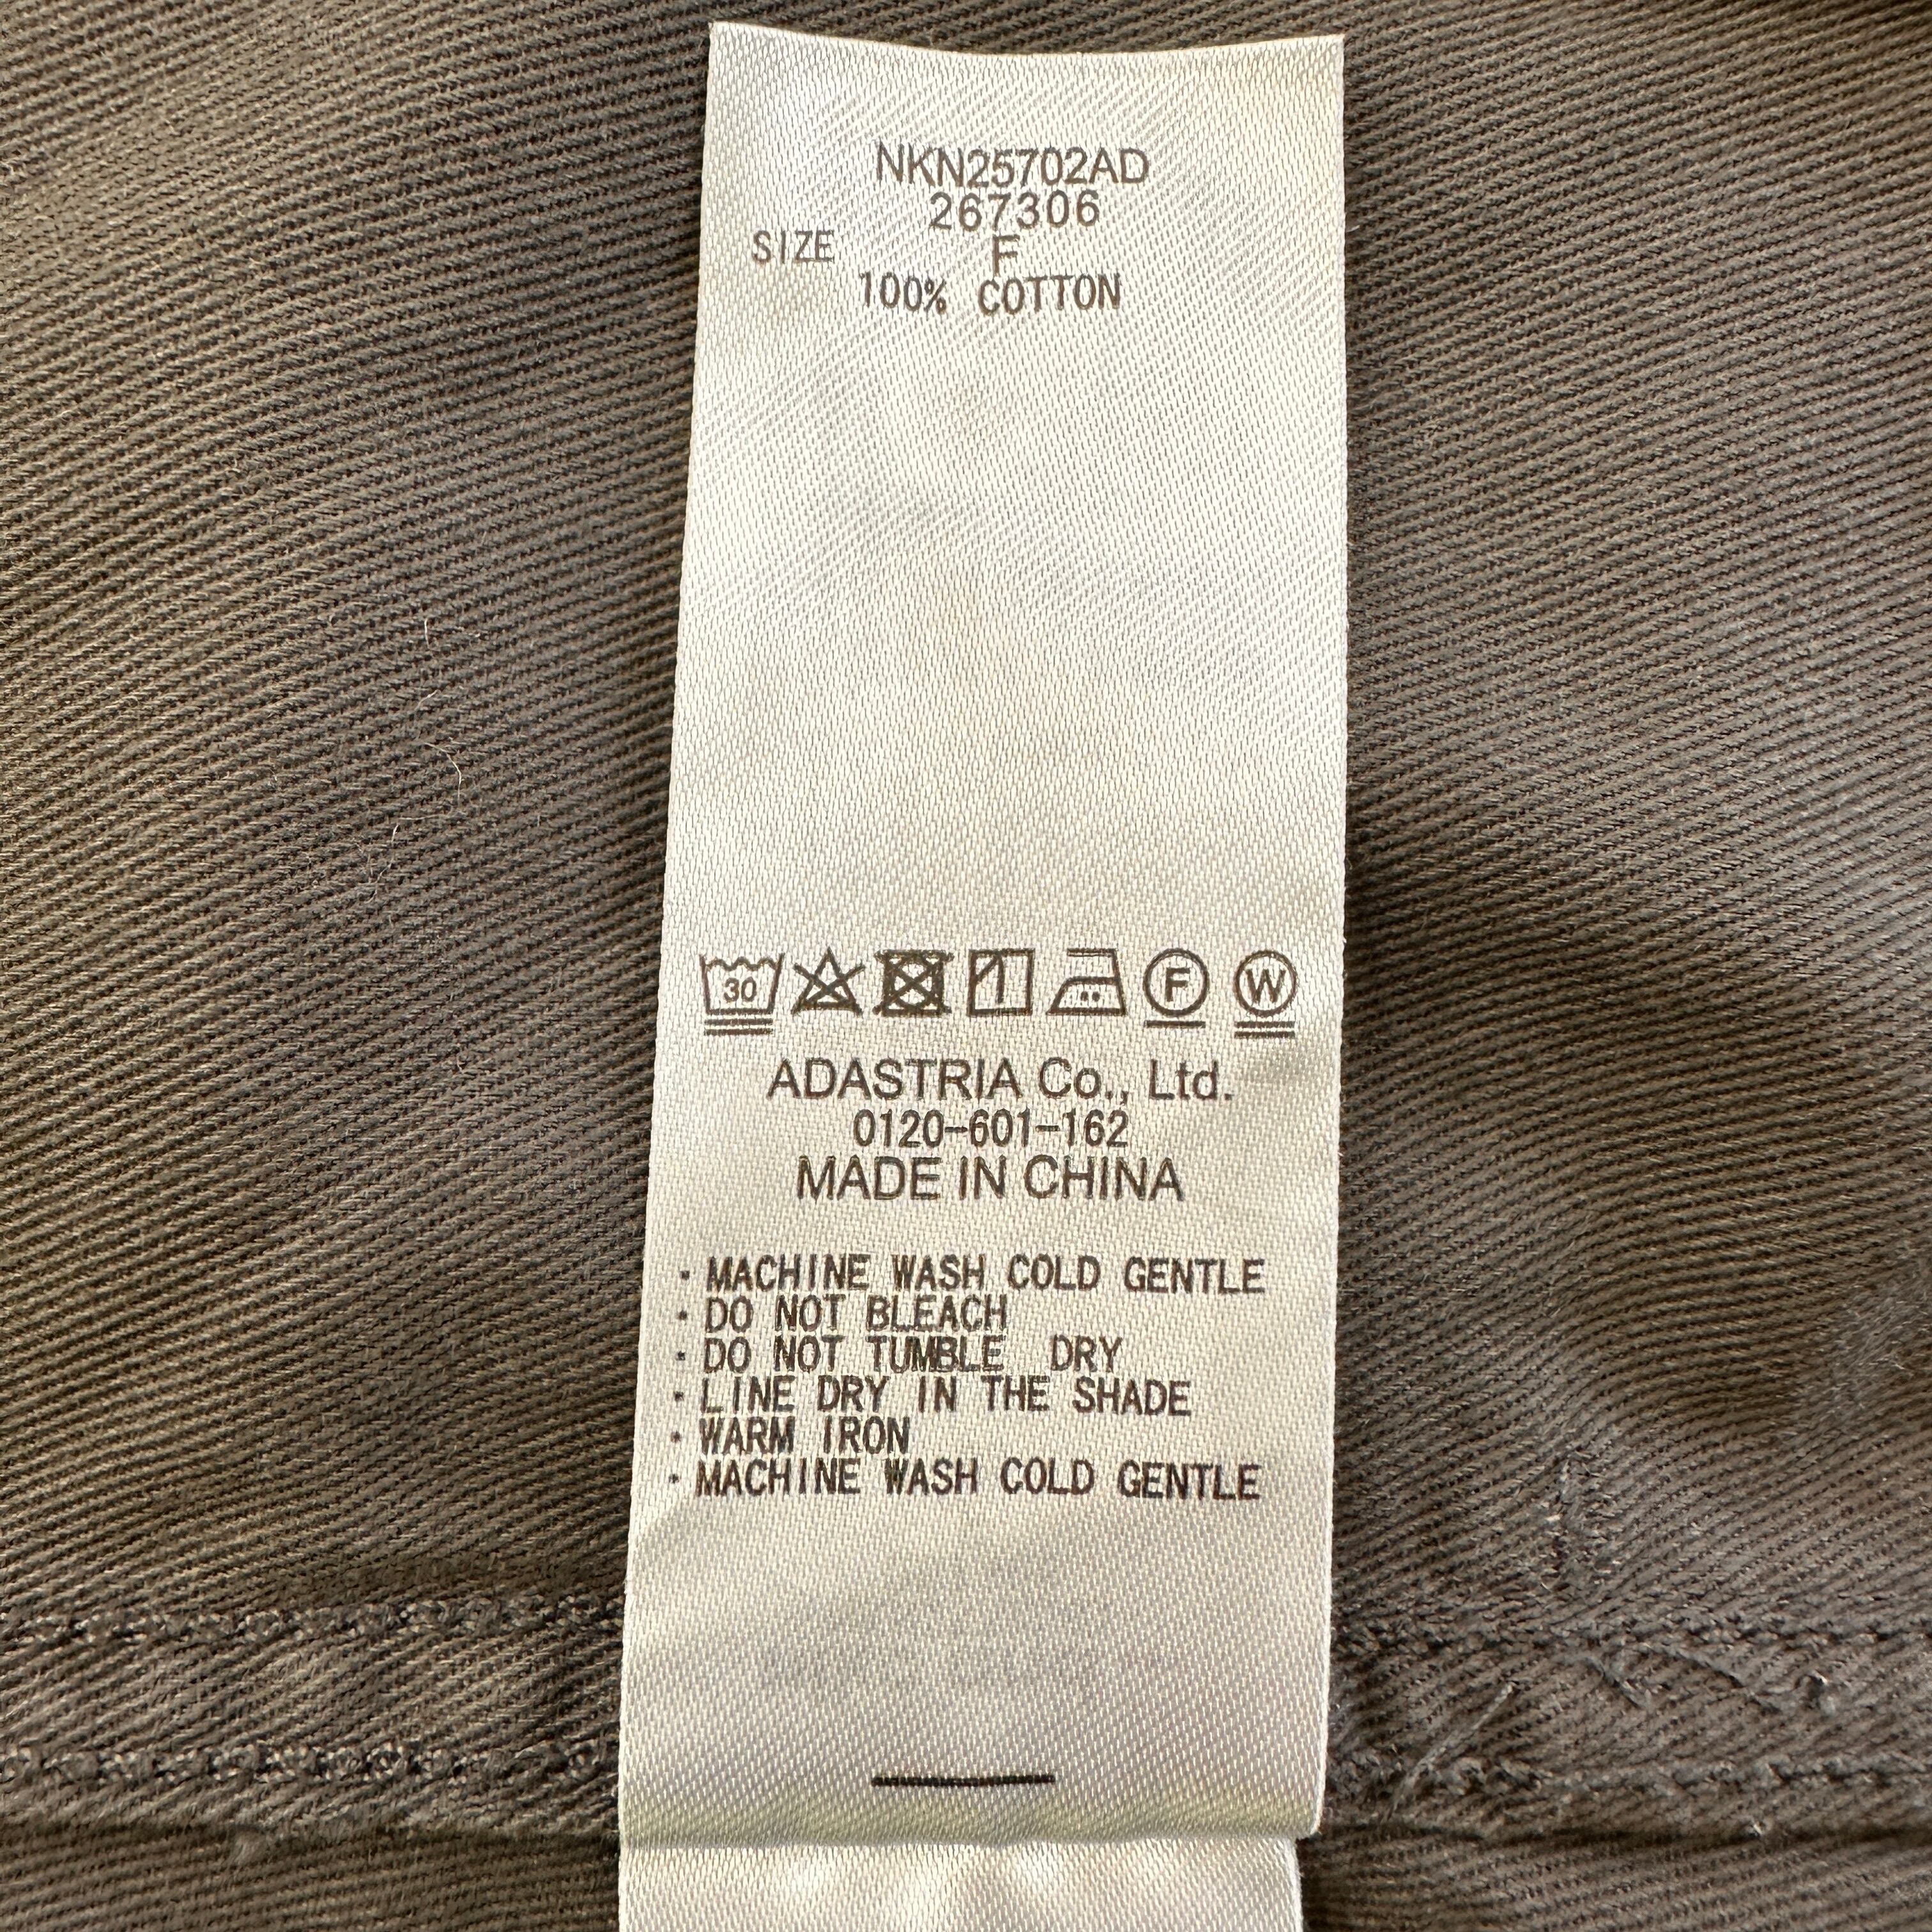 NKN25702AD
267306
SIZE F
100% COTTON
30 F W
ADASTRIA Co., Ltd.
0120-601-162
MADE IN CHINA
・MACHINE WASH COLD GENTLE
・DO NOT BLEACH
・DO NOT TUMBLE DRY
・LINE DRY IN THE SHADE
・WARM IRON
・MACHINE WASH COLD GENTLE